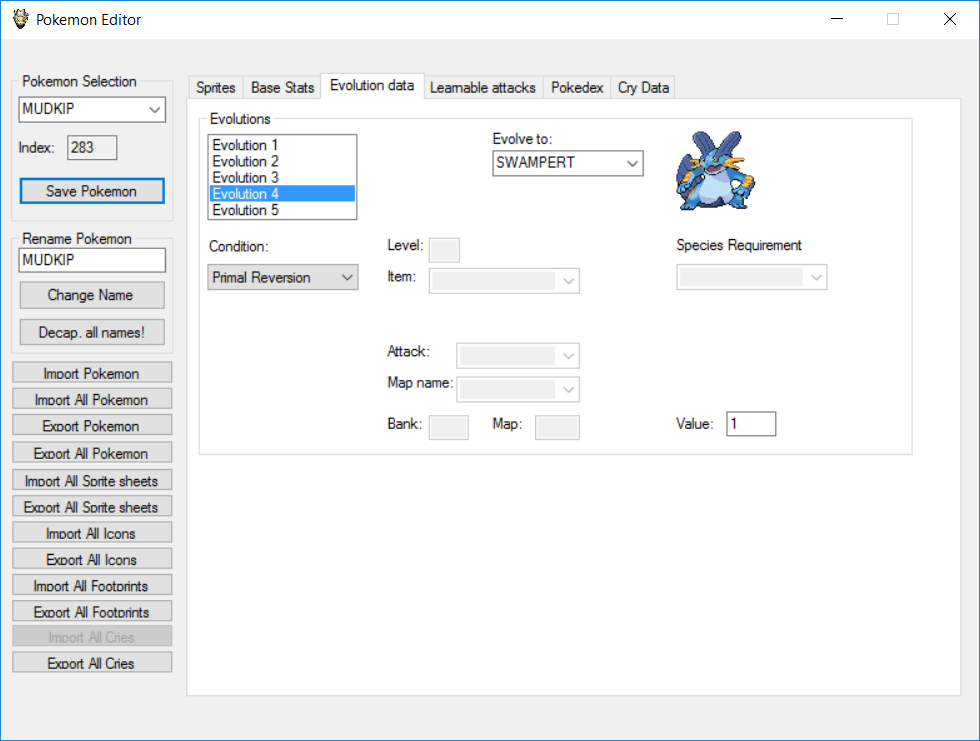 Pokemon Editor
Pokemon Selection
MUDKIP
Index: 283
Save Pokemon
Rename Pokemon
MUDKIP
Change Name
Decap. all names!
Import Pokemon
Import All Pokemon
Export Pokemon
Export All Pokemon
Import All Sprite sheets
Export All Sprite sheets
Import All Icons
Export All Icons
Import All Footprints
Export All Footprints
Import All Cries
Export All Cries
Sprites Base Stats Evolution data Learnable attacks Pokedex Cry Data
Evolutions
Evolution 1
Evolution 2
Evolution 3
Evolution 4
Evolution 5
Evolve to:
SWAMPERT
Condition:
Primal Reversion
Level:
Item:
Species Requirement
Attack:
Map name:
Bank: Map:
Value: 1